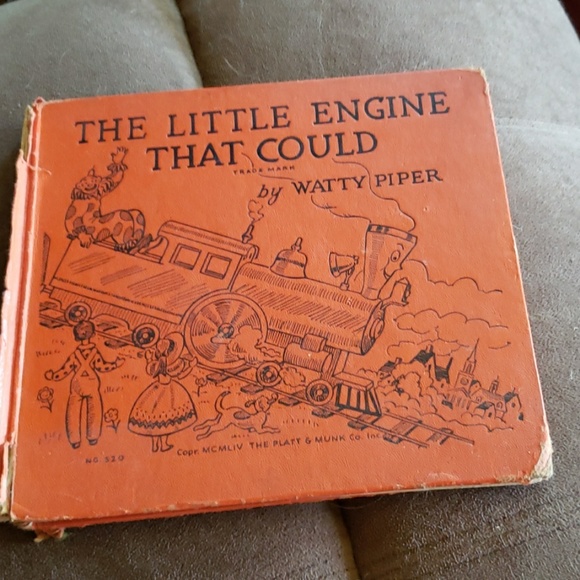 THE LITTLE ENGINE
THAT COULD
TRADE MARK
by WATTY PIPER
NO. 520
Copr. MCMLIV THE PLATT & MUNK Co. Inc.